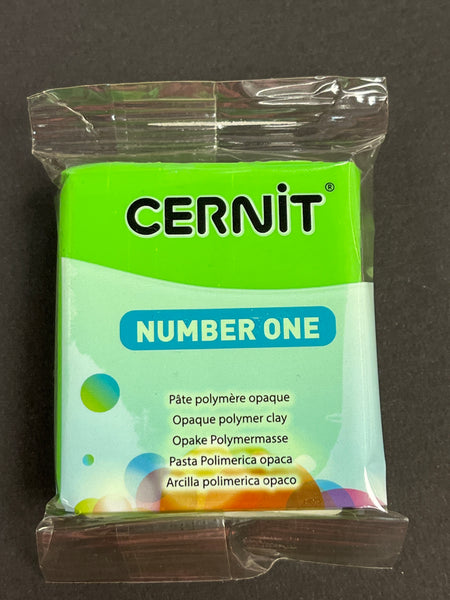 CERNiT®
NUMBER ONE
Pâte polymère opaque
Opaque polymer clay
Opake Polymermasse
Pasta Polimerica opaca
Arcilla polimerica opaco